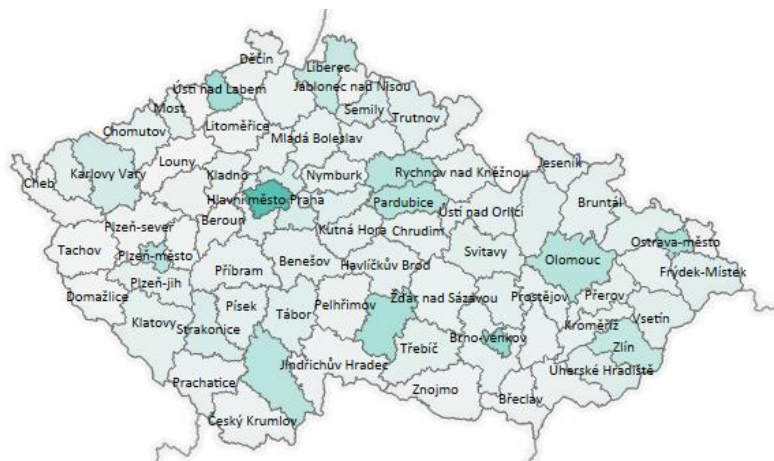 Děčín
Liberec
Ústí nad Labem
Jablonec nad Nisou
Most
Semily
Trutnov
Chomutov
Litoměřice
Mladá Boleslav
Louny
Jeseník
Karlovy Vary
Kladno
Nymburk
Rychnov nad Kněžnou
Cheb
Hlavní město Praha
Pardubice
Bruntál
Beroun
Ústí nad Orlicí
Plzeň-sever
Kutná Hora
Chrudim
Ostrava-město
Tachov
Plzeň-město
Svitavy
Benešov
Havlíčkův Brod
Olomouc
Příbram
Frýdek-Místek
Plzeň-jih
Domažlice
Pelhřimov
Žďár nad Sázavou
Prostějov
Přerov
Písek
Tábor
Klatovy
Strakonice
Kroměříž
Vsetín
Brno-venkov
Třebíč
Zlín
Jindřichův Hradec
Uherské Hradiště
Prachatice
Znojmo
Břeclav
Český Krumlov